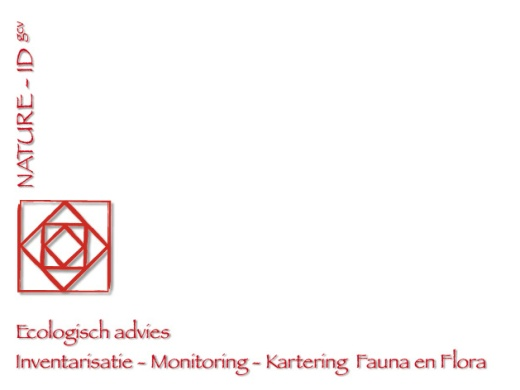 NATURE - ID gcv
Ecologisch advies
Inventarisatie - Monitoring - Kartering Fauna en Flora